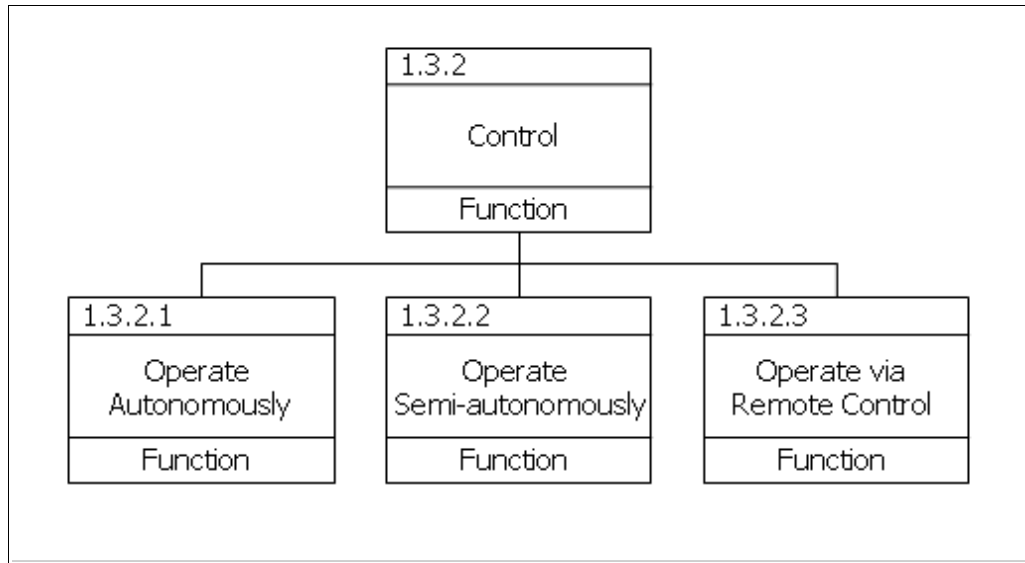 1.3.2
Control
Function
1.3.2.1
Operate
Autonomously
Function
1.3.2.2
Operate
Semi-autonomously
Function
1.3.2.3
Operate via
Remote Control
Function